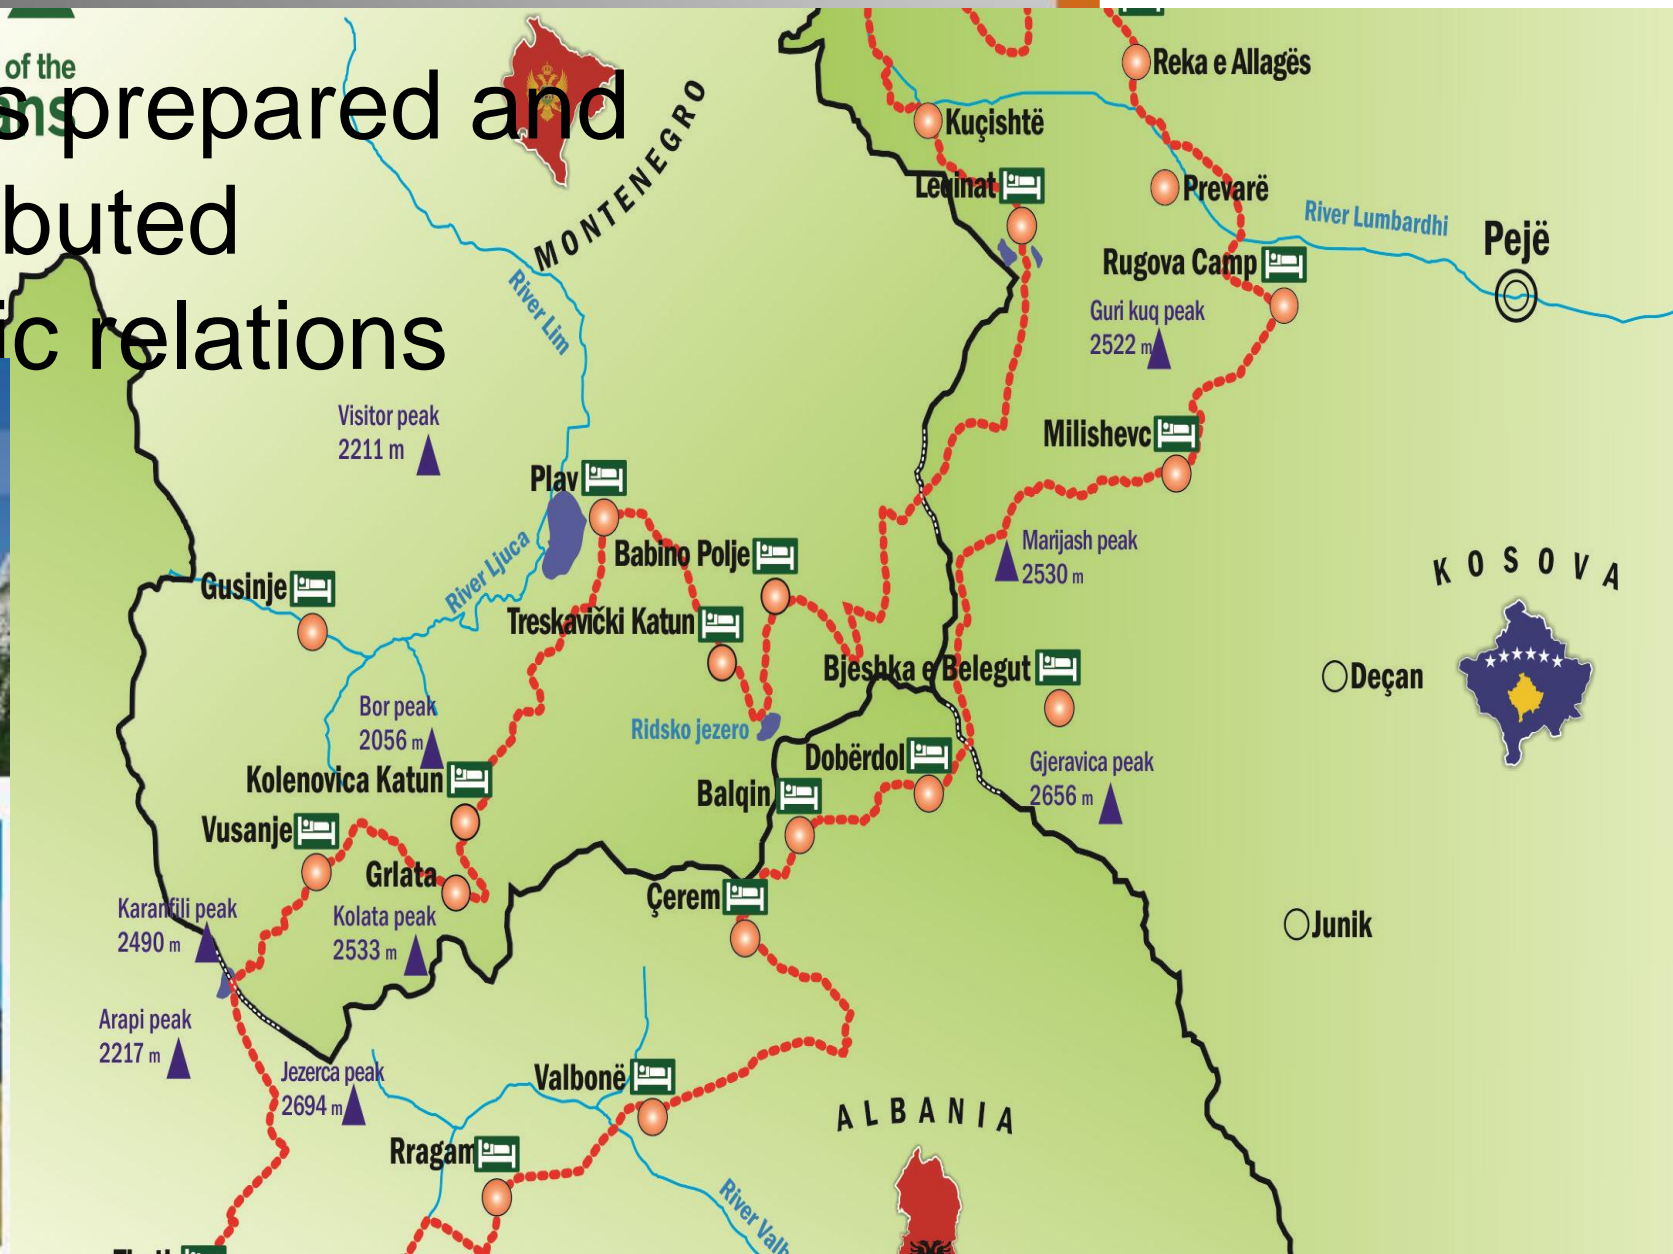 of the
ans
s prepared and
buted
ic relations
MONTENEGRO
Reka e Allagës
Kuçishtë
Leqinat
Prevarë
River Lumbardhi
Pejë
Rugova Camp
River Lim
Guri kuq peak
2522 m
Visitor peak
2211 m
Milishevc
Plav
Babino Polje
Marijash peak
2530 m
KOSOVA
River Ljuca
Gusinje
Treskavički Katun
Bjeshka e Belegut
Deçan
Bor peak
2056 m
Ridsko jezero
Dobërdol
Gjeravica peak
2656 m
Kolenovica Katun
Balqin
Vusanje
Grlata
Çerem
Karanfili peak
2490 m
Kolata peak
2533 m
Junik
Arapi peak
2217 m
Jezerca peak
2694 m
Valbonë
ALBANIA
Rragam
River Valb